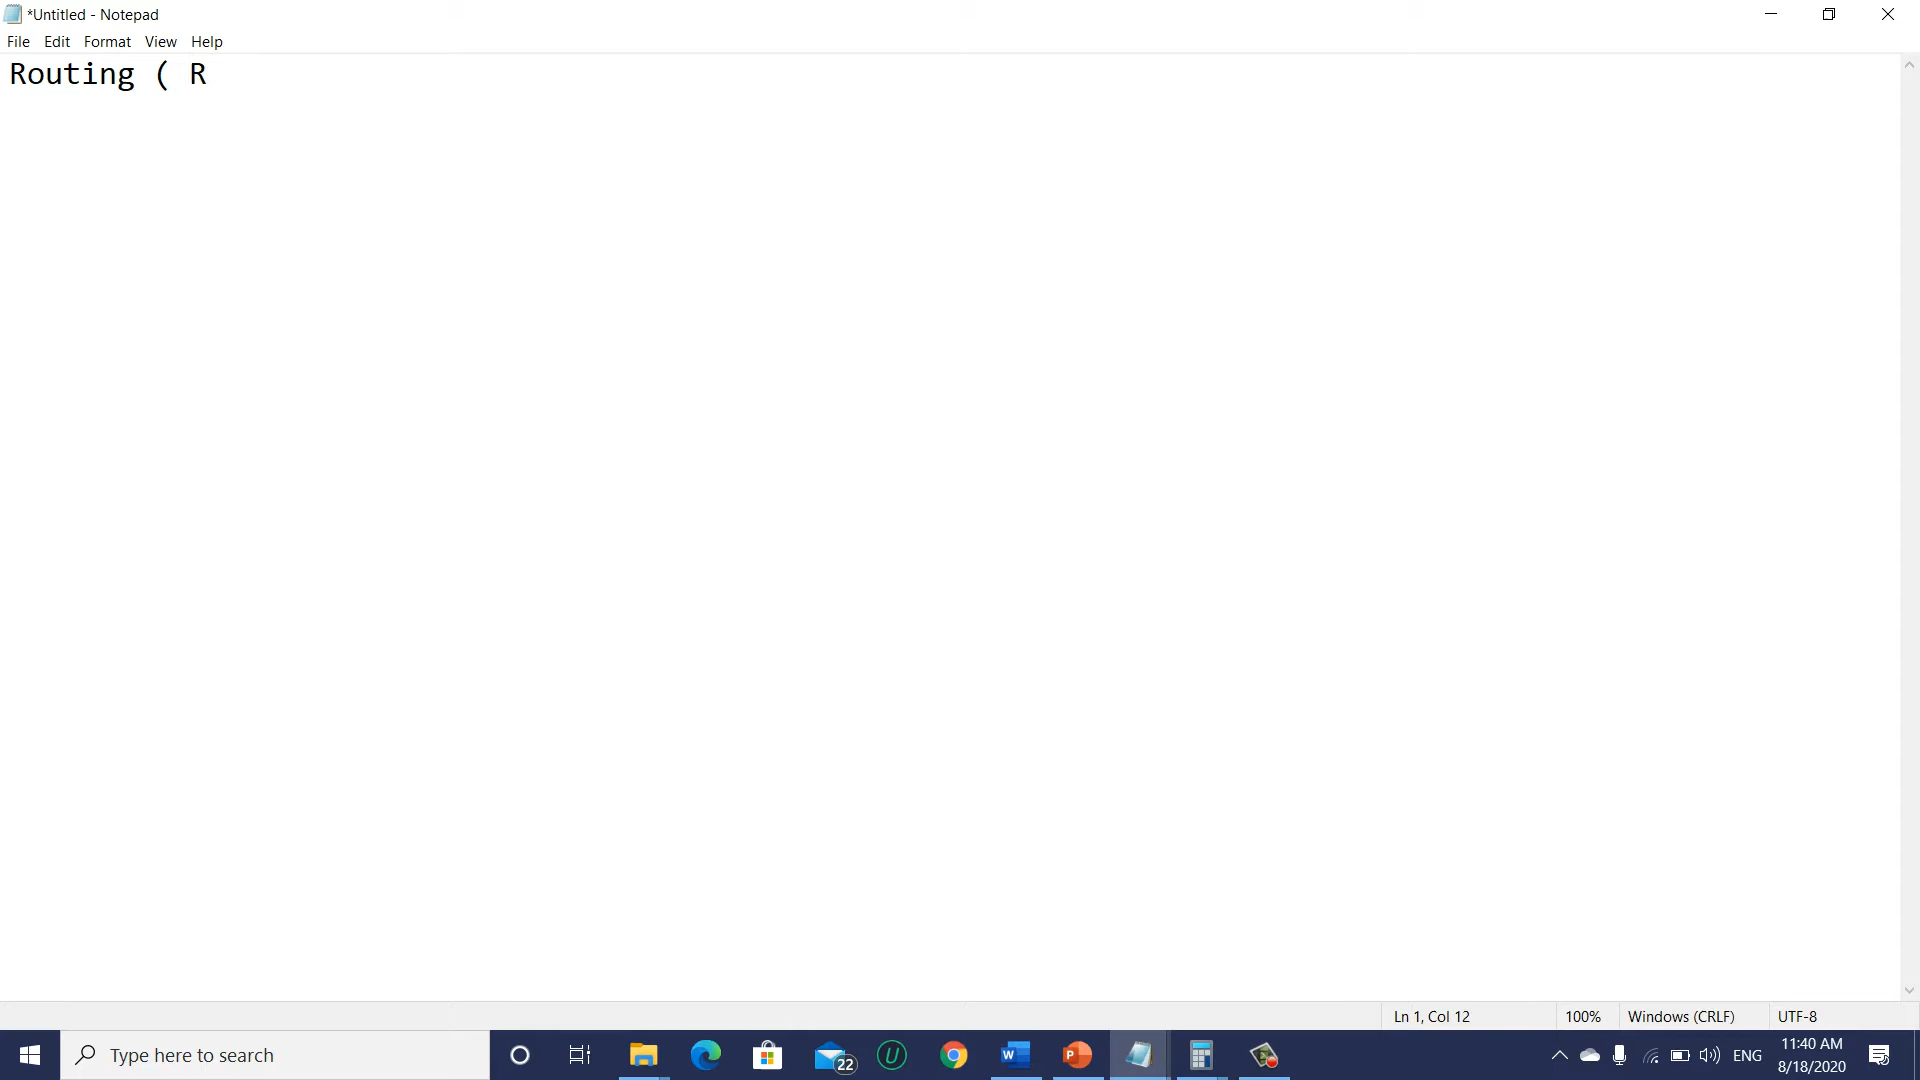 *Untitled - Notepad
File Edit Format View Help
Routing ( R
Ln 1, Col 12 100% Windows (CRLF) UTF-8
Type here to search
22
U
W
P
ENG
11:40 AM
8/18/2020